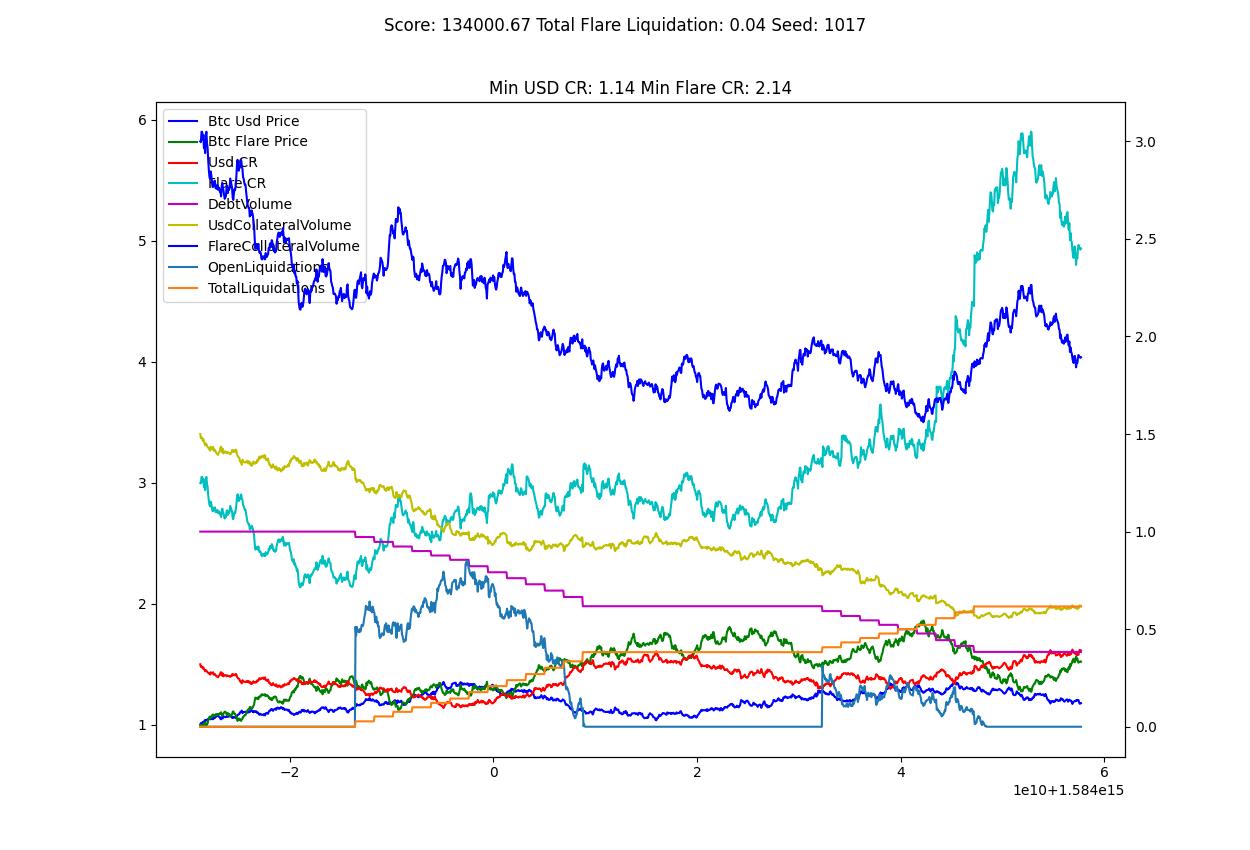 Score: 134000.67 Total Flare Liquidation: 0.04 Seed: 1017
Min USD CR: 1.14 Min Flare CR: 2.14
Btc Usd Price
Btc Flare Price
Usd CR
Flare CR
DebtVolume
UsdCollateralVolume
FlareCollateralVolume
OpenLiquidations
TotalLiquidations
6
5
4
3
2
1
3.0
2.5
2.0
1.5
1.0
0.5
0.0
−2
0
2
4
6
1e10+1.584e15